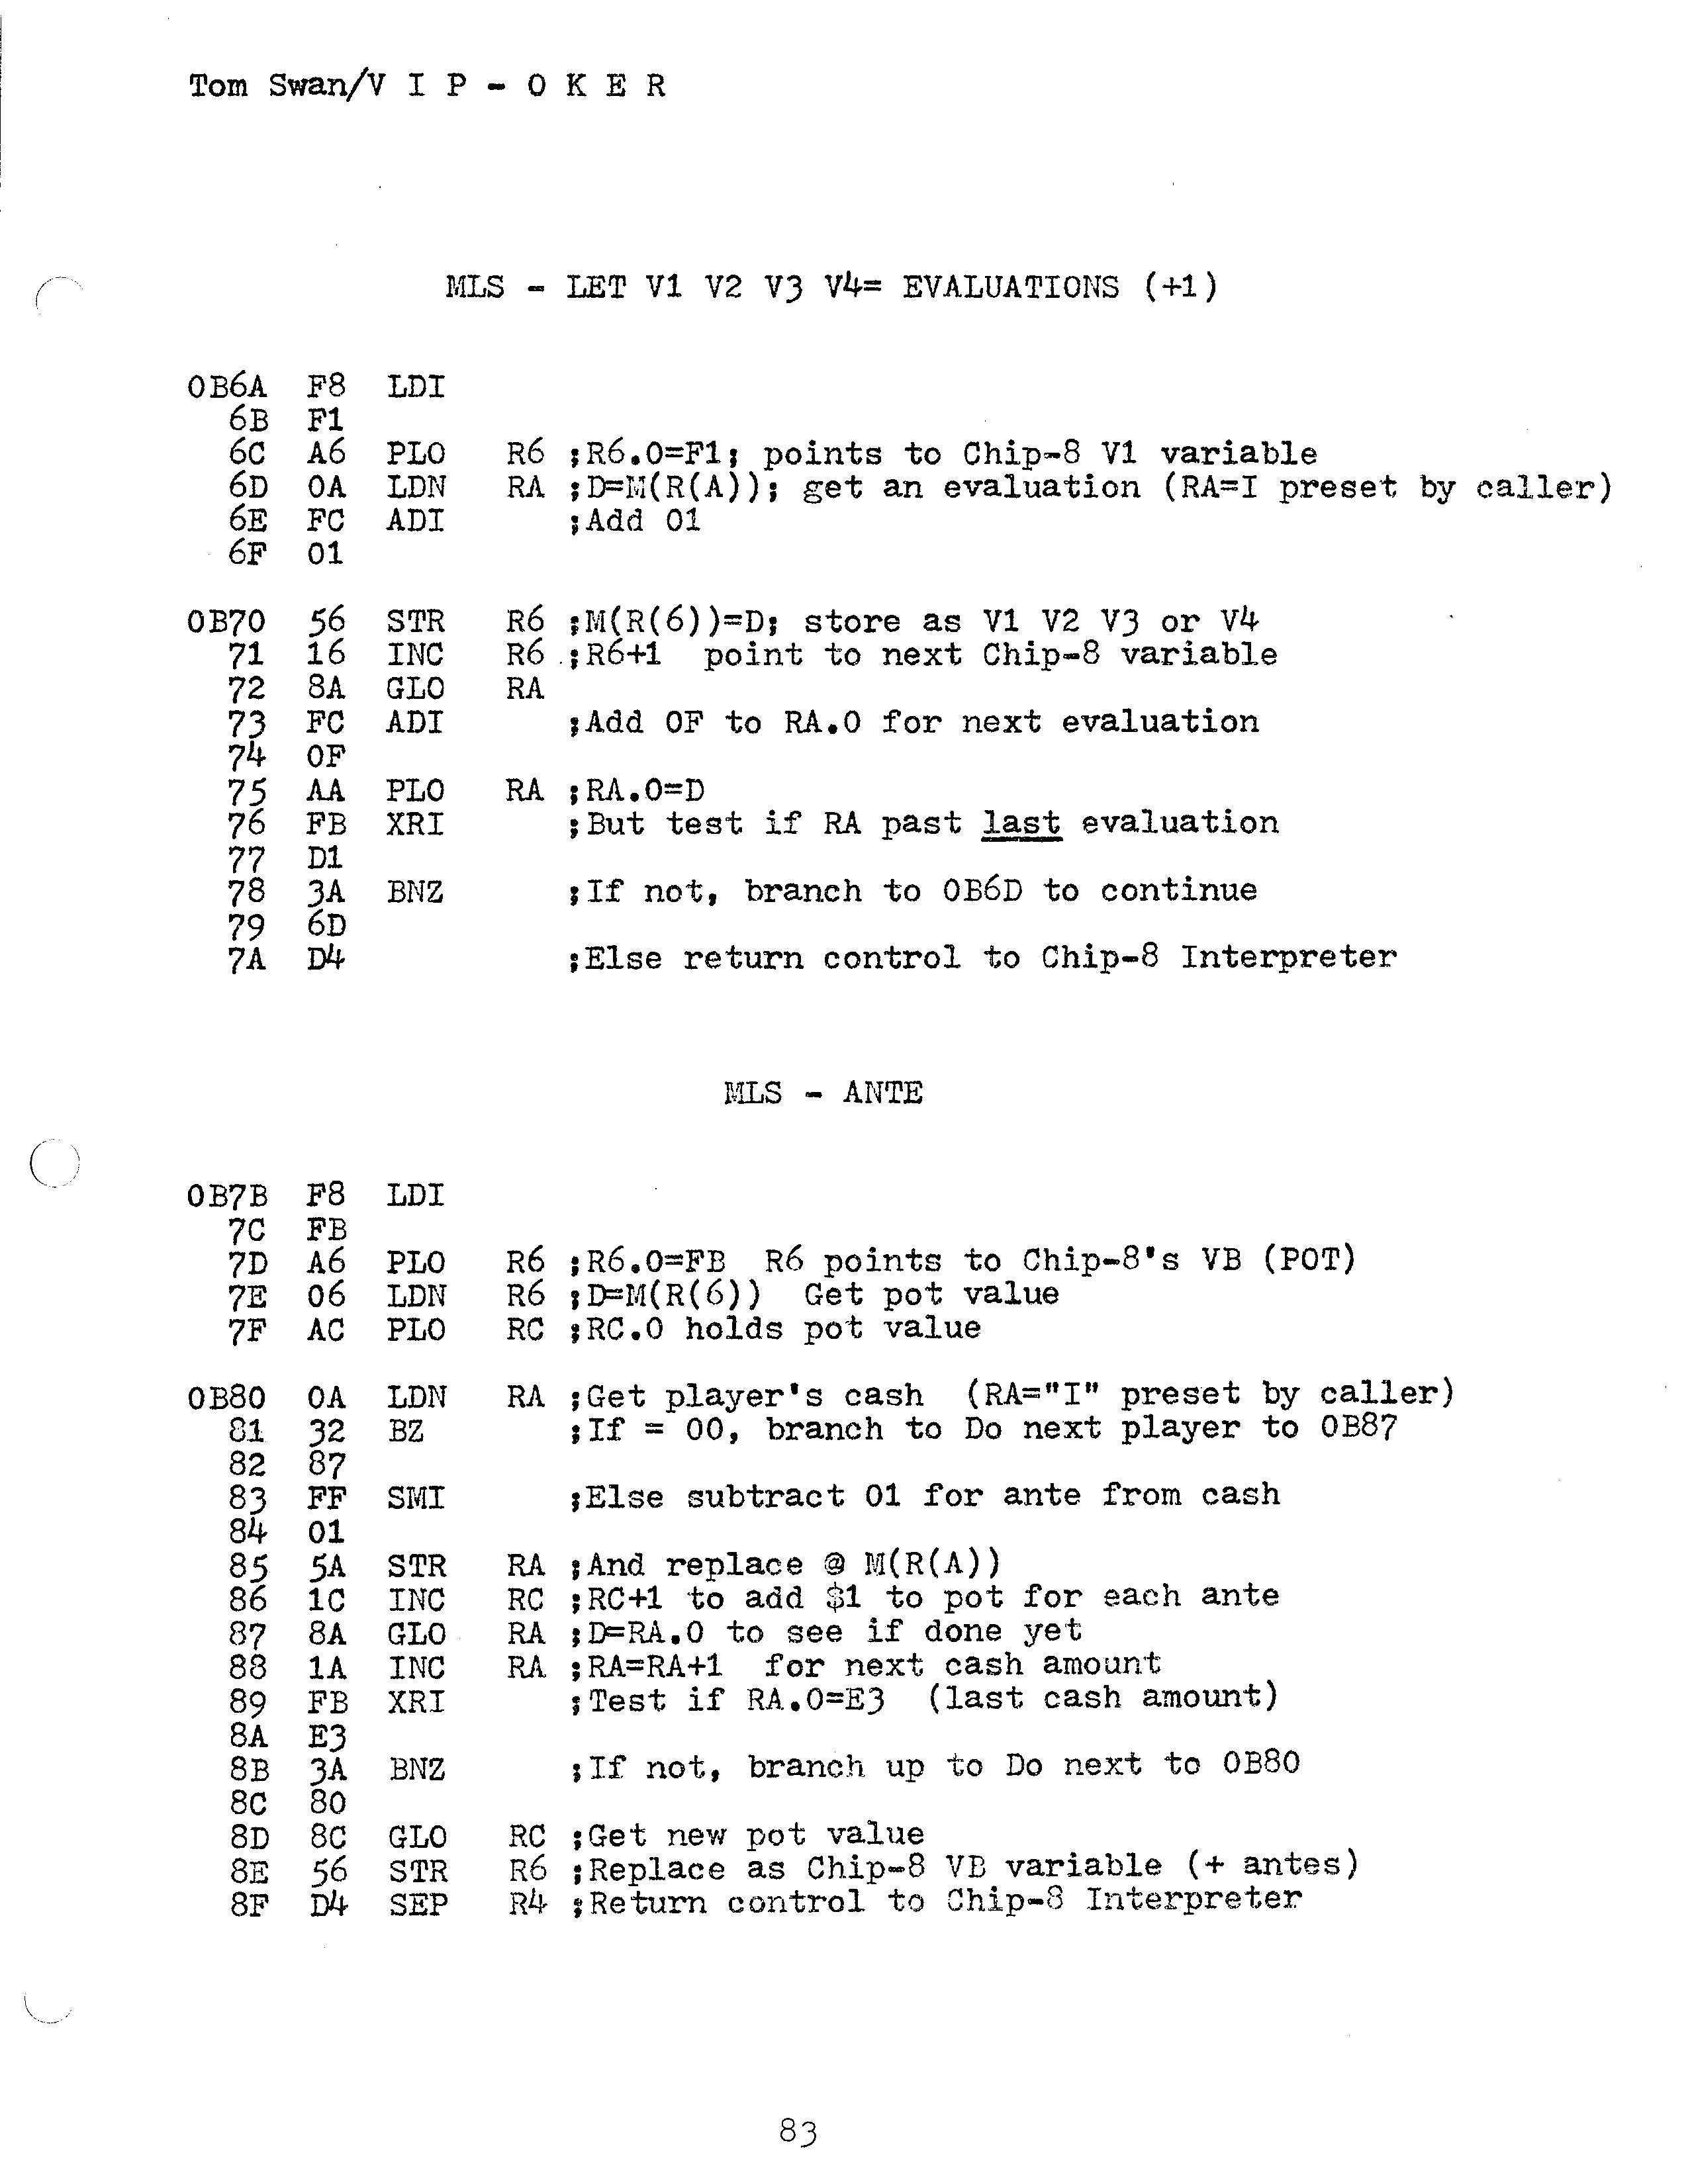 Tom Swan/V I P - O K E R
MLS - LET V1 V2 V3 V4= EVALUATIONS (+1)
0B6A F8 LDI
6B F1
6C A6 PLO R6 ;R6.0=F1; points to Chip-8 V1 variable
6D 0A LDN RA ;D=M(R(A)); get an evaluation (RA=I preset by caller)
6E FC ADI ;Add 01
6F 01
0B70 56 STR R6 ;M(R(6))=D; store as V1 V2 V3 or V4
71 16 INC R6 ;R6+1 point to next Chip-8 variable
72 8A GLO RA
73 FC ADI ;Add 0F to RA.0 for next evaluation
74 0F
75 AA PLO RA ;RA.0=D
76 FB XRI ;But test if RA past last evaluation
77 D1
78 3A BNZ ;If not, branch to 0B6D to continue
79 6D
7A D4 ;Else return control to Chip-8 Interpreter
MLS - ANTE
0B7B F8 LDI
7C FB
7D A6 PLO R6 ;R6.0=FB R6 points to Chip-8's VB (POT)
7E 06 LDN R6 ;D=M(R(6)) Get pot value
7F AC PLO RC ;RC.0 holds pot value
0B80 0A LDN RA ;Get player's cash (RA="I" preset by caller)
81 32 BZ ;If = 00, branch to Do next player to 0B87
82 87
83 FF SMI ;Else subtract 01 for ante from cash
84 01
85 5A STR RA ;And replace @ M(R(A))
86 1C INC RC ;RC+1 to add $1 to pot for each ante
87 8A GLO RA ;D=RA.0 to see if done yet
88 1A INC RA ;RA=RA+1 for next cash amount
89 FB XRI ;Test if RA.0=E3 (last cash amount)
8A E3
8B 3A BNZ ;If not, branch up to Do next to 0B80
8C 80
8D 8C GLO RC ;Get new pot value
8E 56 STR R6 ;Replace as Chip-8 VB variable (+ antes)
8F D4 SEP R4 ;Return control to Chip-8 Interpreter
83